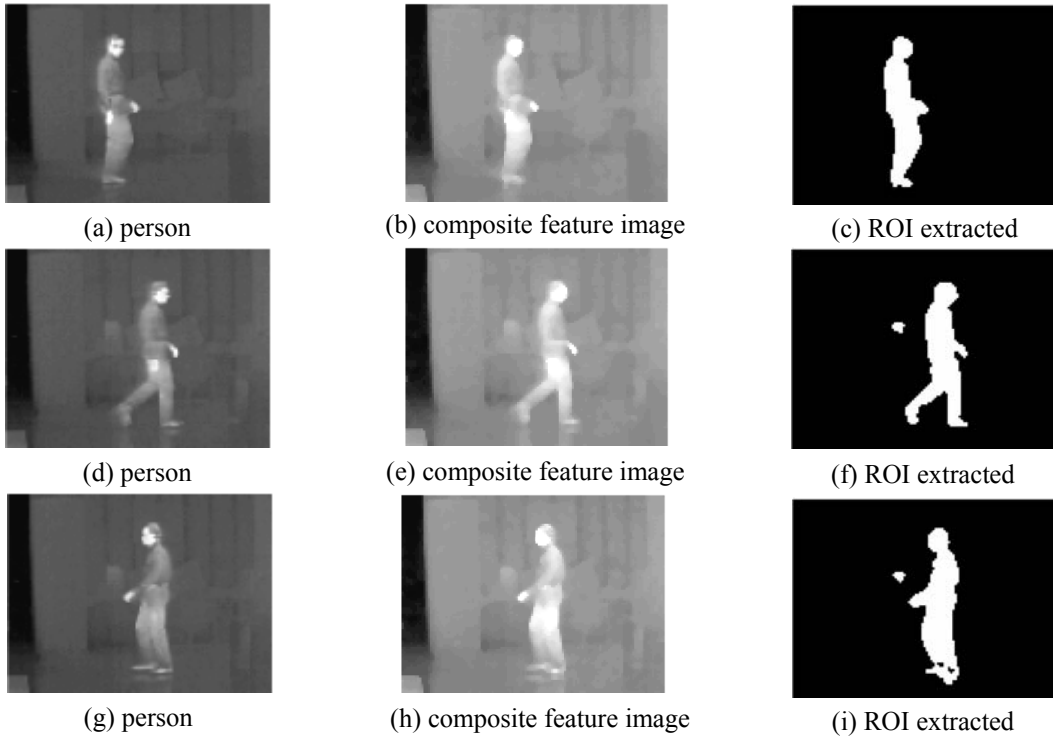 (a) person
(b) composite feature image
(c) ROI extracted
(d) person
(e) composite feature image
(f) ROI extracted
(g) person
(h) composite feature image
(i) ROI extracted